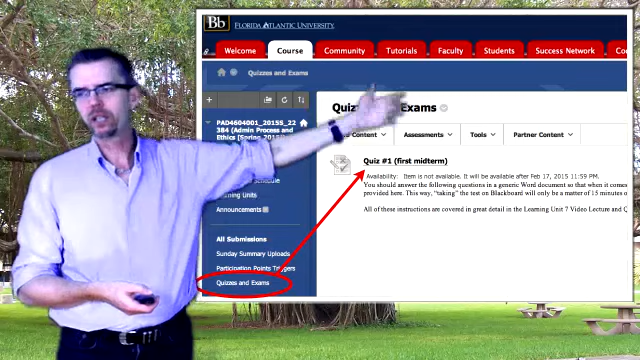 Bb FLORIDA ATLANTIC UNIVERSITY
Welcome Course Community Tutorials Faculty Students Success Network
Quizzes and Exams
PAD4604001_201SS_22
384 (Admin Process and
Ethics [Spring 2015
Schedule
Learning Units
Announcements
All Submissions
Sunday Summary Uploads
Participation Points Triggers
Quizzes and Exams
Exams
Content Assessments Tools Partner Content
Quiz #1 (first midterm)
Availability: Item is not available. It will be available after Feb 17, 2015 11:59 PM.
You should answer the following questions in a generic Word document so that when it comes
provided here. This way, "taking" the test on Blackboard will only be a matter of 15 minutes
All of these instructions are covered in great detail in the Learning Unit 7 Video Lecture and